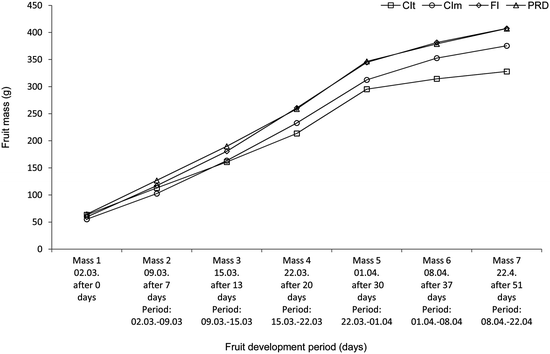 CIt CIm FI PRD
450
400
350
300
250
200
150
100
50
0
Fruit mass (g)
Mass 1 Mass 2 Mass 3 Mass 4 Mass 5 Mass 6 Mass 7
02.03. 09.03. 15.03. 22.03. 01.04. 08.04. 22.4.
after 0 after 7 after 13 after 20 after 30 after 37 after 51
days days days days days days days
Period: Period: Period: Period: Period: Period:
02.03.-09.03 09.03.-15.03 15.03.-22.03 22.03.-01.04 01.04.-08.04 08.04.-22.04
Fruit development period (days)